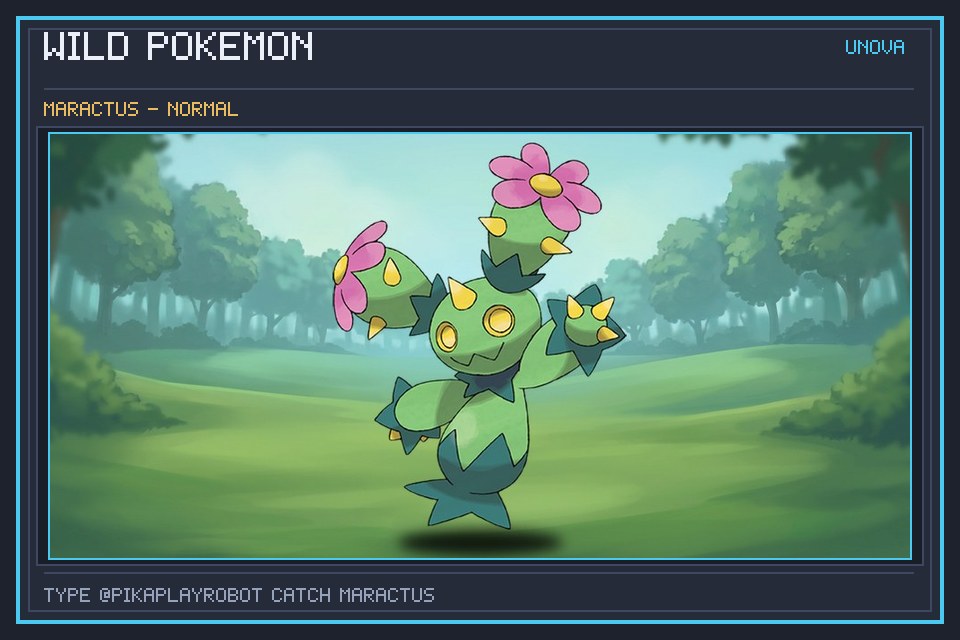 WILD POKEMON
UNOVA
MARACTUS - NORMAL
TYPE @PIKAPLAYROBOT CATCH MARACTUS